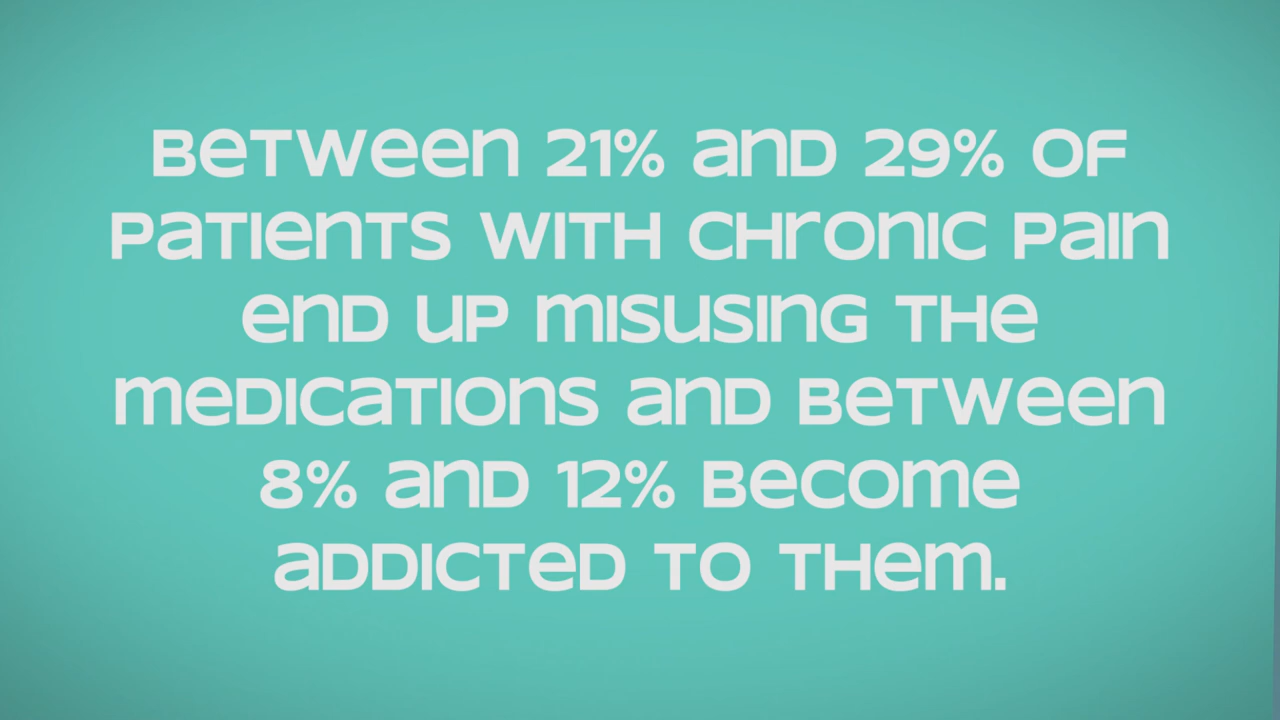 Between 21% and 29% of
patients with chronic pain
end up misusing the
medications and between
8% and 12% become
addicted to them.